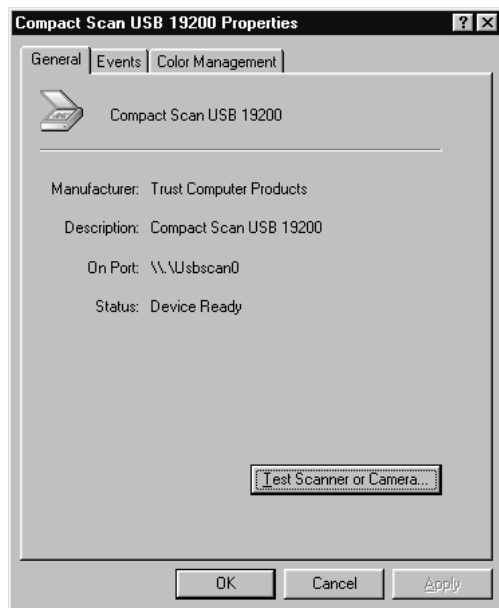 Compact Scan USB 19200 Properties
General Events Color Management
Compact Scan USB 19200
Manufacturer: Trust Computer Products
Description: Compact Scan USB 19200
On Port: \\.\Usbscan0
Status: Device Ready
Test Scanner or Camera...
OK Cancel Apply